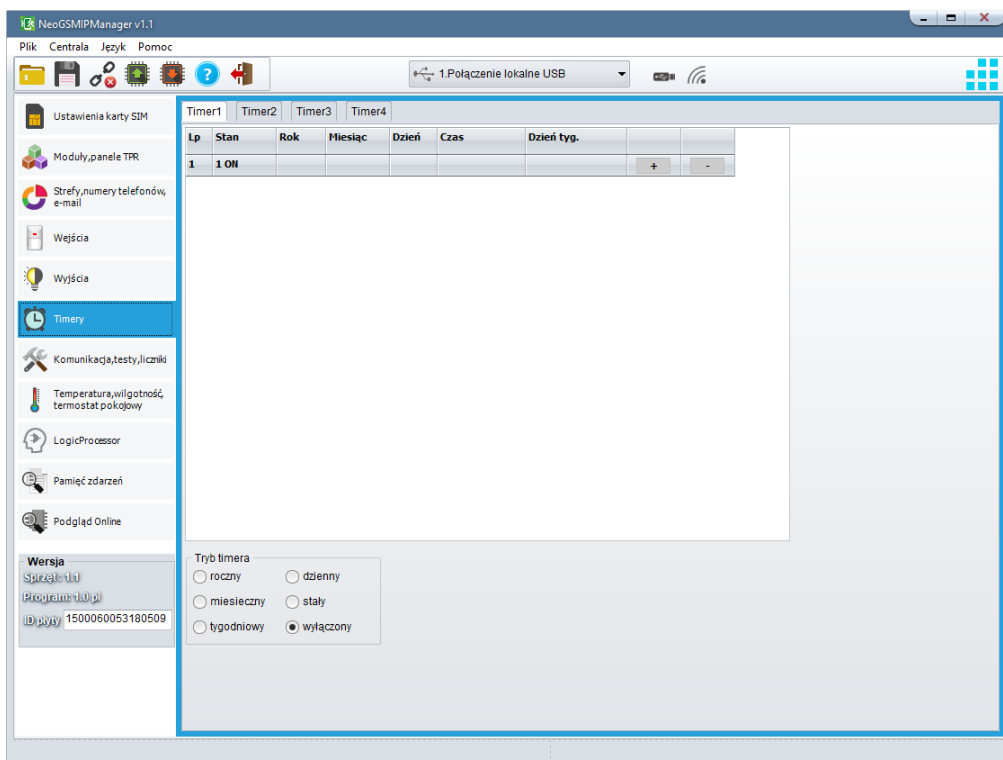 NeoGSMIPManager v1.1
Plik Centrala Język Pomoc
1.Połączenie lokalne USB
Ustawienia karty SIM
Moduły,panele TPR
Strefy,numery telefonów,
e-mail
Wejścia
Wyjścia
Timery
Komunikacja,testy,liczniki
Temperatura,wilgotność,
termostat pokojowy
LogicProcessor
Pamięć zdarzeń
Podgląd Online
Wersja
Sprzęt: 1.1
Program: 1.0 pl
ID płyty 1500060053180509
Timer1 Timer2 Timer3 Timer4
Lp Stan Rok Miesiąc Dzień Czas Dzień tyg.
1 1 ON + -
Tryb timera
roczny dzienny
miesieczny stały
tygodniowy wyłączony